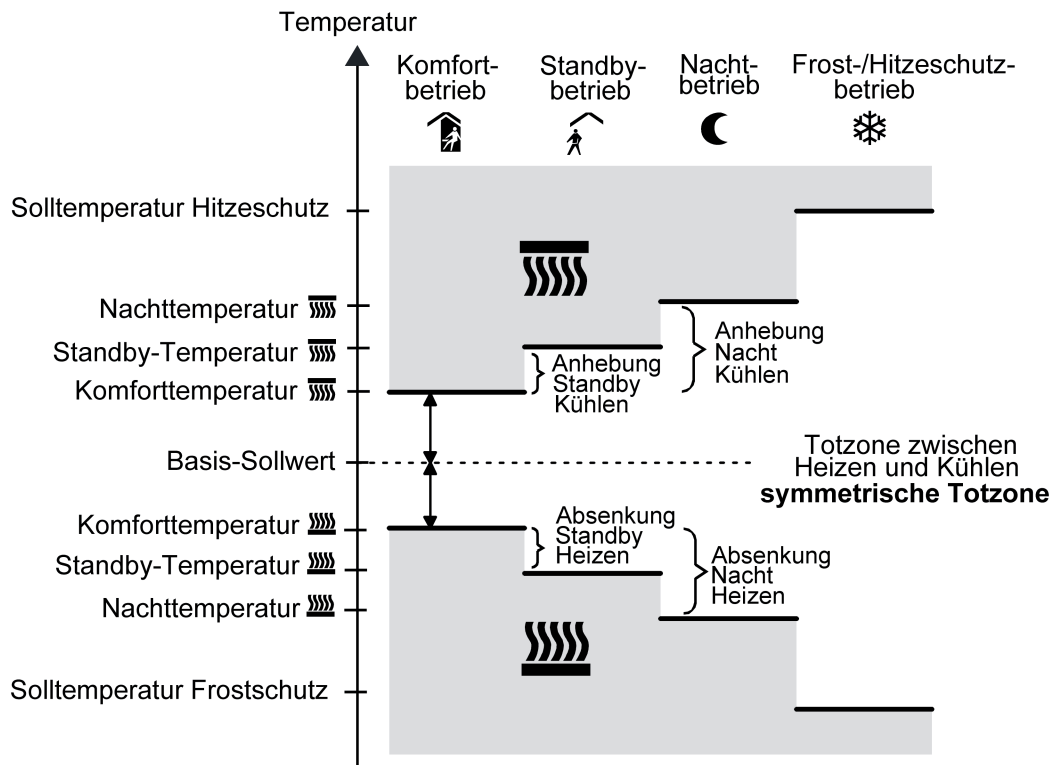 Temperatur
Komfort-
betrieb
Standby-
betrieb
Nacht-
betrieb
Frost-/Hitzeschutz-
betrieb
Solltemperatur Hitzeschutz
Nachttemperatur
Standby-Temperatur
Komforttemperatur
Anhebung
Standby
Kühlen
Anhebung
Nacht
Kühlen
Basis-Sollwert
Totzone zwischen
Heizen und Kühlen
symmetrische Totzone
Komforttemperatur
Standby-Temperatur
Nachttemperatur
Absenkung
Standby
Heizen
Absenkung
Nacht
Heizen
Solltemperatur Frostschutz